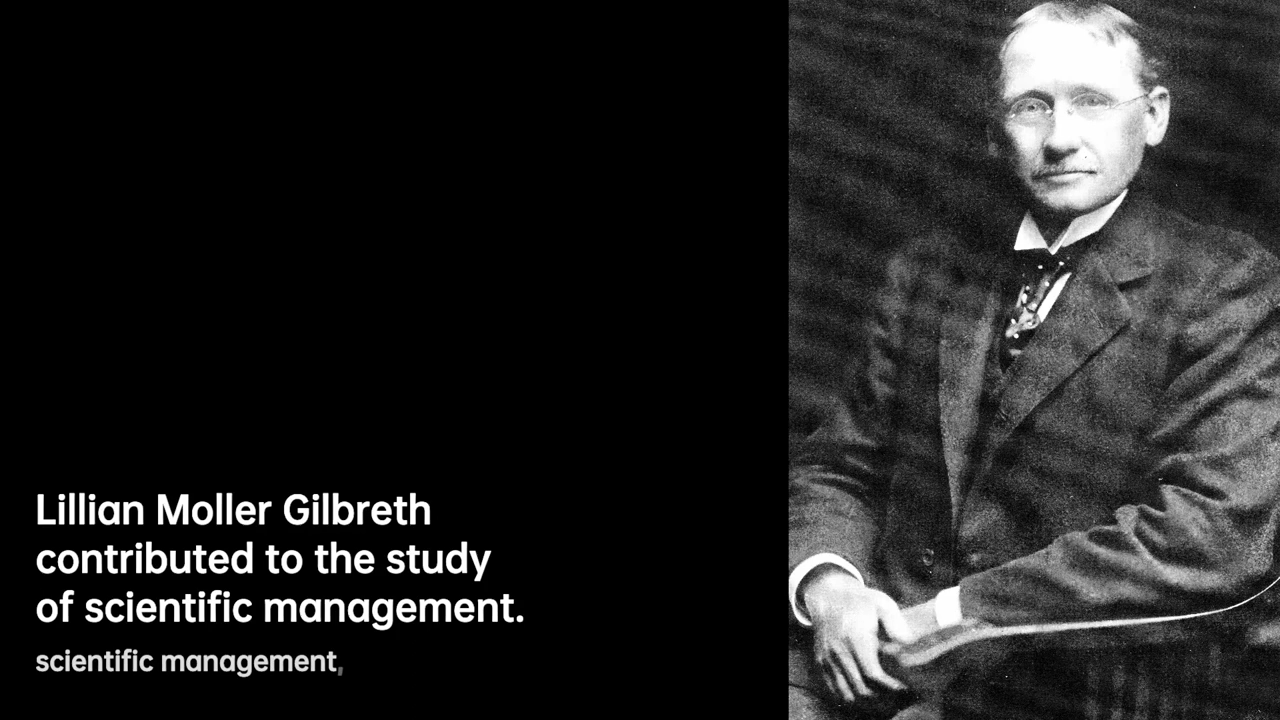 Lillian Moller Gilbreth
contributed to the study
of scientific management.
scientific management,